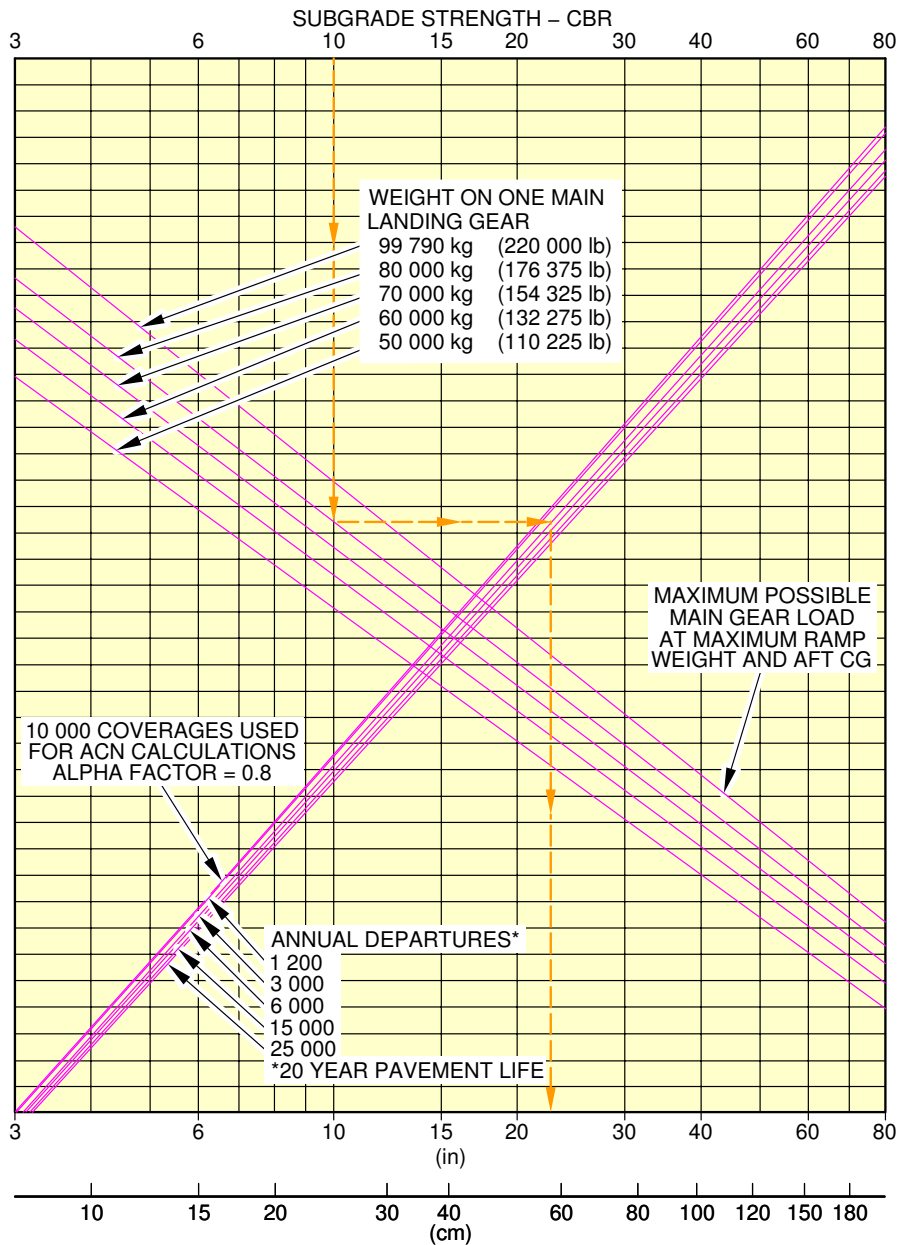 SUBGRADE STRENGTH – CBR
3 6 10 15 20 30 40 60 80
WEIGHT ON ONE MAIN
LANDING GEAR
99 790 kg (220 000 lb)
80 000 kg (176 375 lb)
70 000 kg (154 325 lb)
60 000 kg (132 275 lb)
50 000 kg (110 225 lb)
MAXIMUM POSSIBLE
MAIN GEAR LOAD
AT MAXIMUM RAMP
WEIGHT AND AFT CG
10 000 COVERAGES USED
FOR ACN CALCULATIONS
ALPHA FACTOR = 0.8
ANNUAL DEPARTURES*
1 200
3 000
6 000
15 000
25 000
*20 YEAR PAVEMENT LIFE
3 6 10 15 20 30 40 60 80
(in)
10 15 20 30 40 60 80 100 120 150 180
(cm)